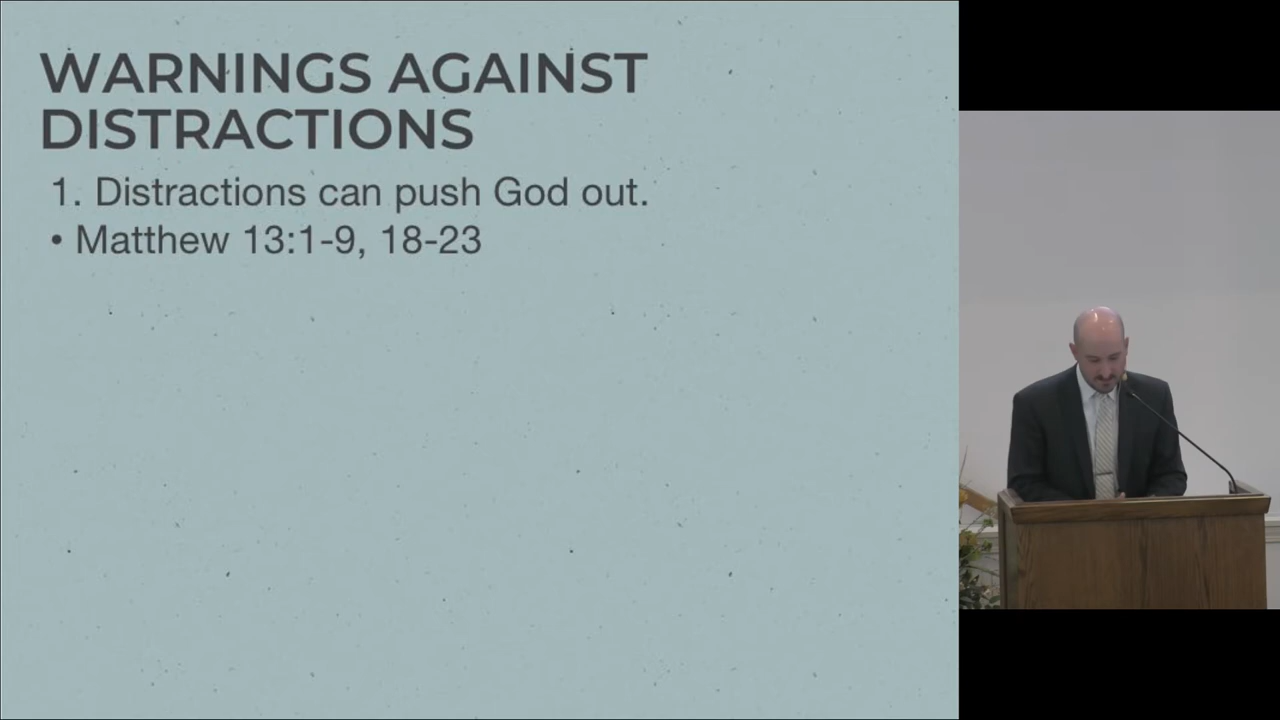 WARNINGS AGAINST
DISTRACTIONS
1. Distractions can push God out.
• Matthew 13:1-9, 18-23